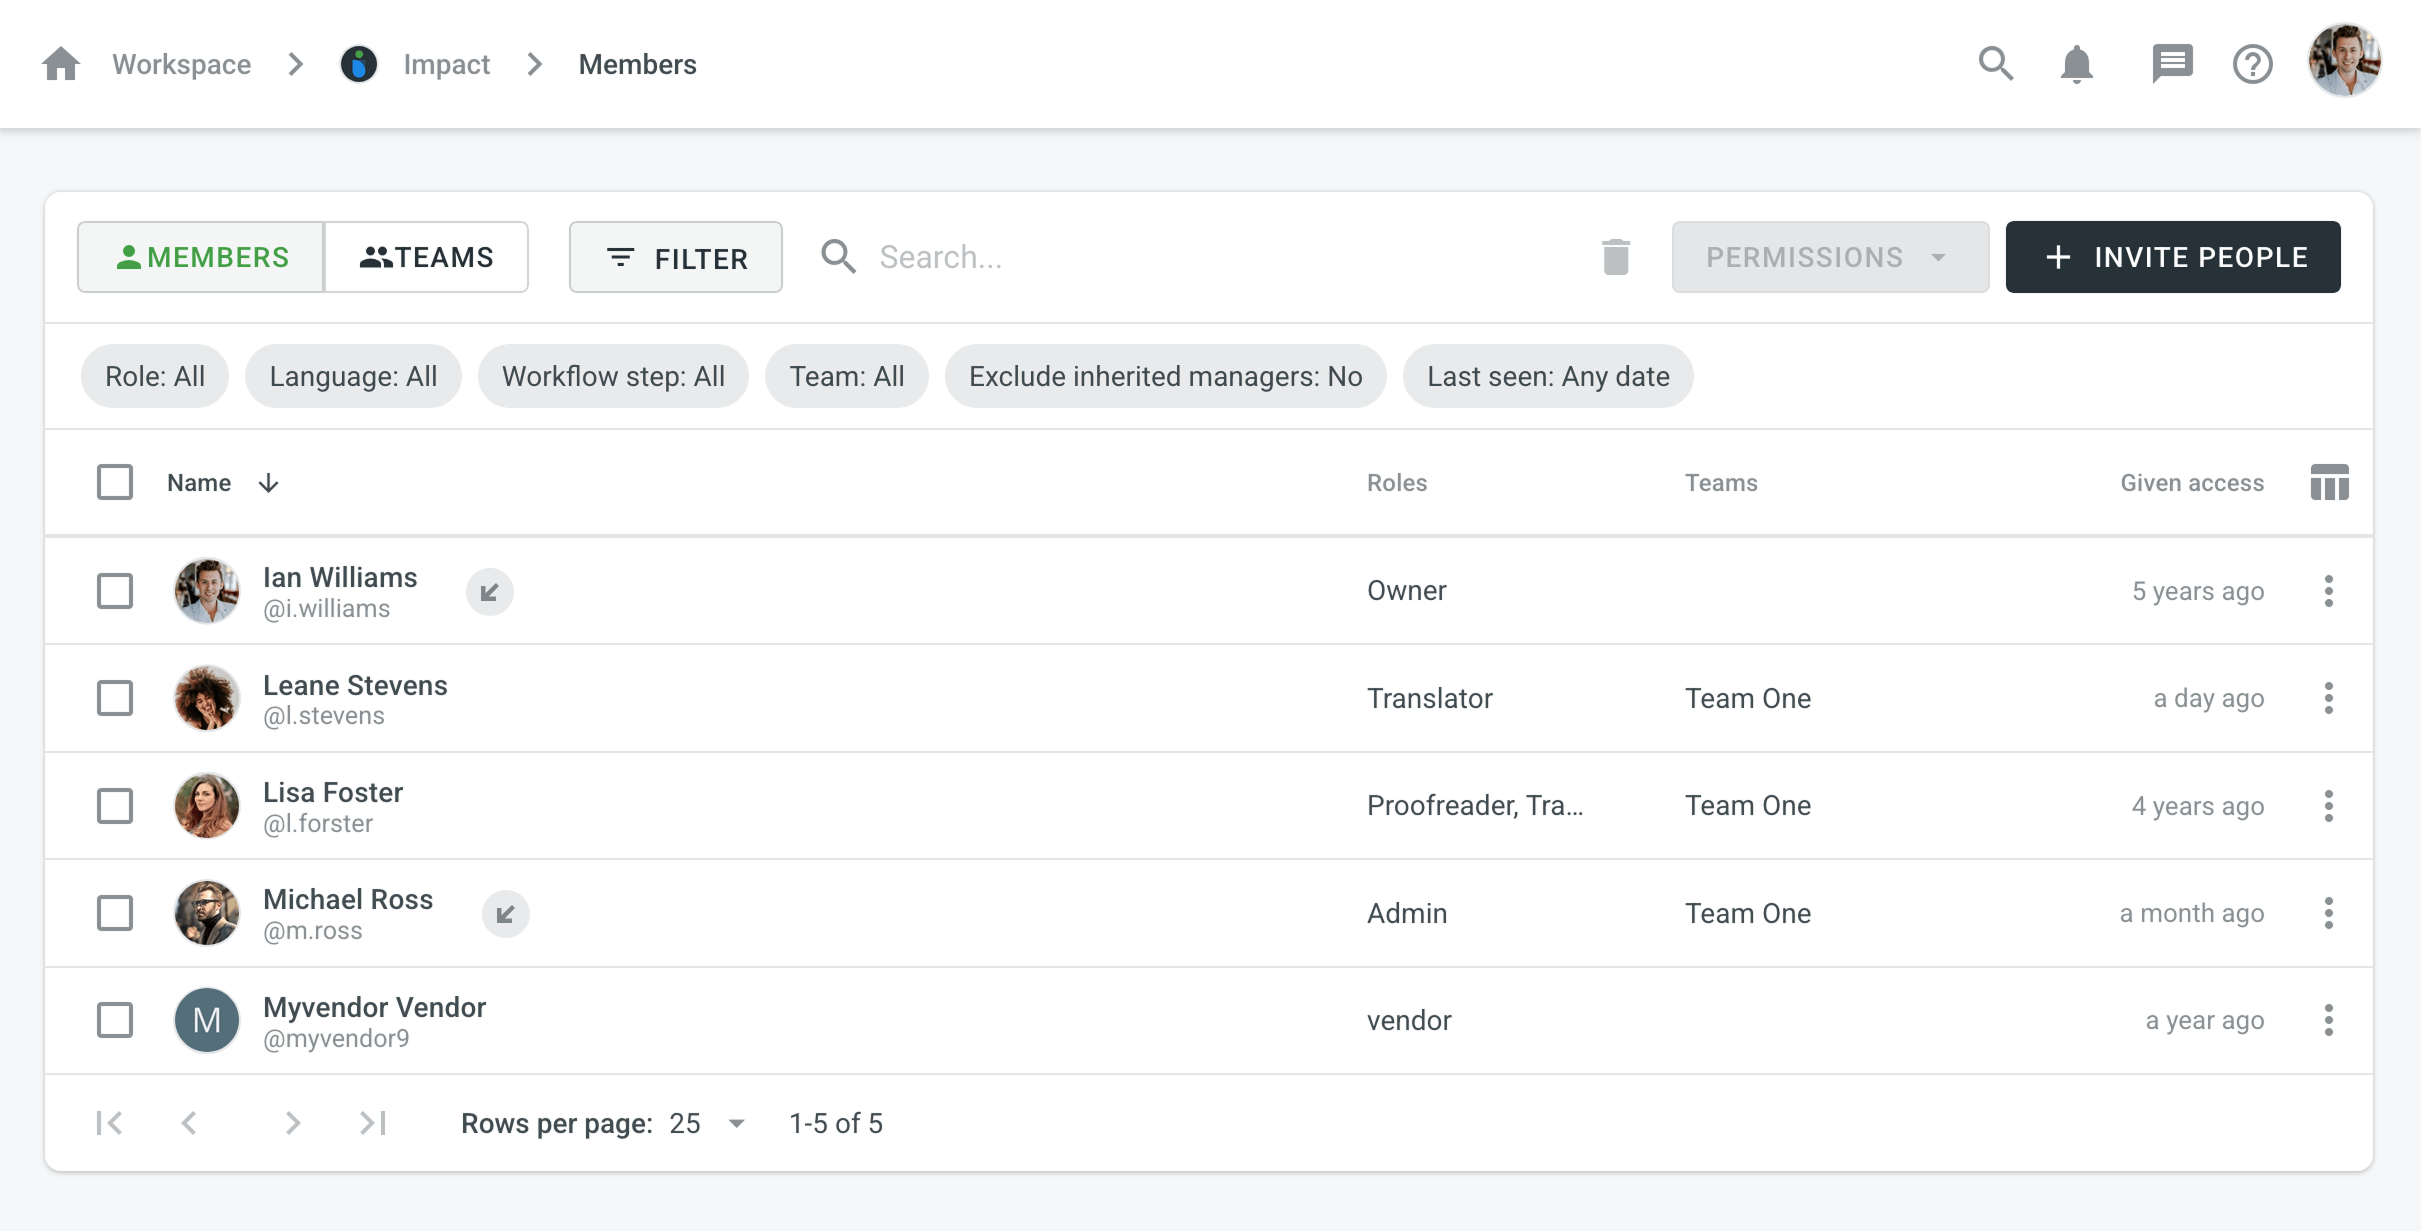 Workspace Impact Members
MEMBERS TEAMS FILTER Search... PERMISSIONS INVITE PEOPLE
Role: All Language: All Workflow step: All Team: All Exclude inherited managers: No Last seen: Any date
Name Roles Teams Given access
Ian Williams
@i.williams
Owner 5 years ago
Leane Stevens
@l.stevens
Translator Team One a day ago
Lisa Foster
@l.forster
Proofreader, Tra... Team One 4 years ago
Michael Ross
@m.ross
Admin Team One a month ago
M
Myvendor Vendor
@myvendor9
vendor a year ago
Rows per page: 25 1-5 of 5